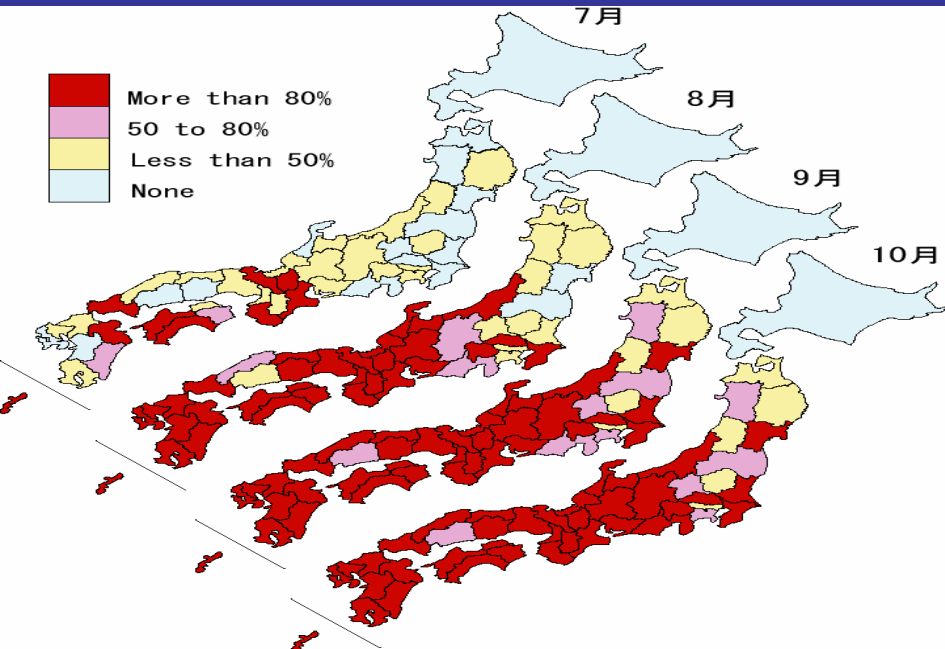 7月
8月
9月
10月
More than 80%
50 to 80%
Less than 50%
None